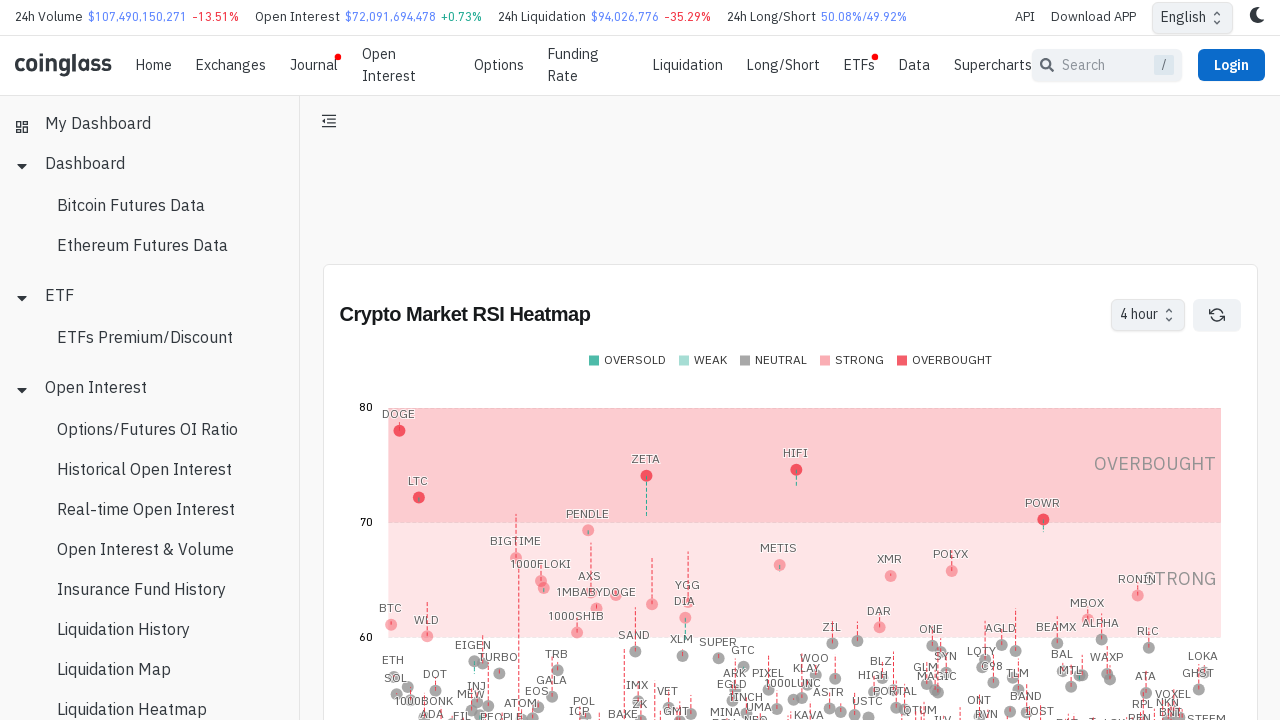 24h Volume $107,490,150,271 -13.51% Open Interest $72,091,694,478 +0.73% 24h Liquidation $94,026,776 -35.29% 24h Long/Short 50.08%/49.92% API Download APP English
coinglass Home Exchanges Journal Open Interest Options Funding Rate Liquidation Long/Short ETFs Data Supercharts Search / Login
My Dashboard
Dashboard
Bitcoin Futures Data
Ethereum Futures Data
ETF
ETFs Premium/Discount
Open Interest
Options/Futures OI Ratio
Historical Open Interest
Real-time Open Interest
Open Interest & Volume
Insurance Fund History
Liquidation History
Liquidation Map
Liquidation Heatmap
Crypto Market RSI Heatmap 4 hour
OVERSOLD WEAK NEUTRAL STRONG OVERBOUGHT
80
DOGE
HIFI
ZETA
OVERBOUGHT
LTC
POWR
PENDLE
70
BIGTIME
METIS
POLYX
XMR
1000FLOKI
AXS
RONIN
STRONG
YGG
1MBABYDOGE
DIA
MBOX
BTC
DAR
1000SHIB
WLD
ALPHA
ZIL
ONE
AGLD
BEAMX
RLC
60
SAND
XLM
SUPER
EIGEN
GTC
LQTY
TURBO
TRB
BAL
WAXP
LOKA
SYN
ETH
WOO
BLZ
C98
GLM
KLAY
MTL
GHST
DOT
ARK
PIXEL
TLM
HIGH
SOL
GALA
MAGIC
ATA
INJ
IMX
EGLD
1000LUNC
EOS
VET
ASTR
PORTAL
MEW
VOXEL
BAND
1000BONK
ATOM
POL
ZK
USTC
ONT
RPL
NKN
UMA
GMT
QTUM
IOST
ADA
FIL
PEOPLE
BAKE
MINA
KAVA
RVN
STEEM